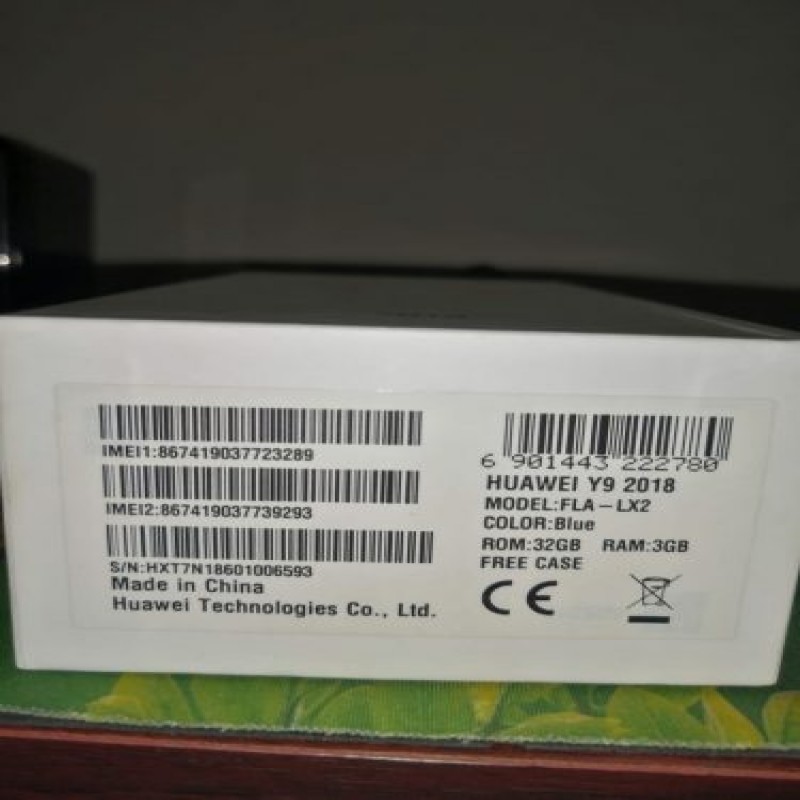 IMEI1:867419037723289
IMEI2:867419037739293
S/N:HXT7N18601006593
Made in China
Huawei Technologies Co., Ltd.
6 901443 222780
HUAWEI Y9 2018
MODEL:FLA-LX2
COLOR:Blue
ROM:32GB RAM:3GB
FREE CASE
CE